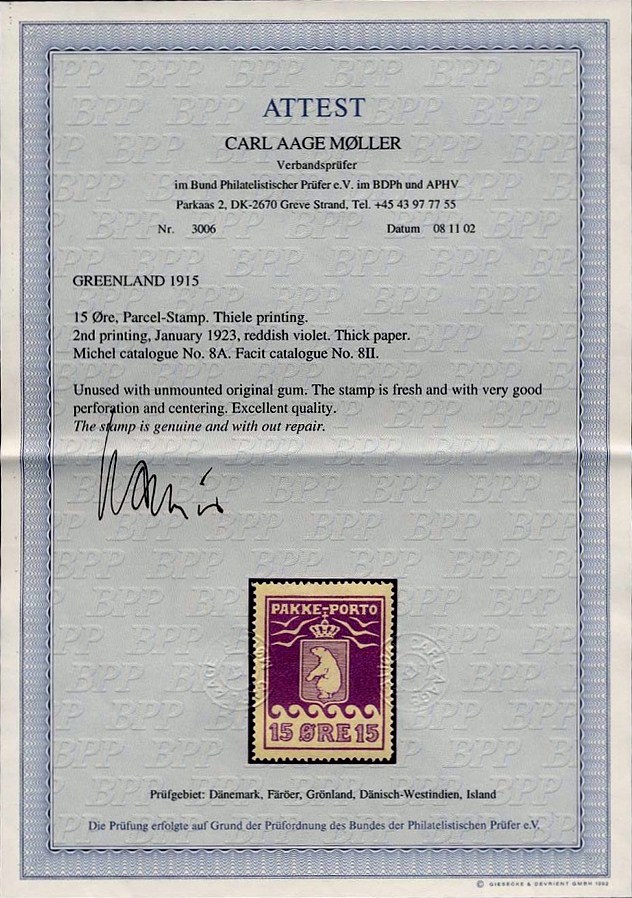 ATTEST
CARL AAGE MØLLER
Verbandsprüfer
im Bund Philatelistischer Prüfer e.V. im BDPh und APHV
Parkaas 2, DK-2670 Greve Strand, Tel. +45 43 97 77 55
Nr. 3006 Datum 08 11 02
GREENLAND 1915
15 Øre, Parcel-Stamp. Thiele printing.
2nd printing, January 1923, reddish violet. Thick paper.
Michel catalogue No. 8A. Facit catalogue No. 8II.
Unused with unmounted original gum. The stamp is fresh and with very good
perforation and centering. Excellent quality.
The stamp is genuine and with out repair.
PAKKE-PORTO
15 ØRE 15
Prüfgebiet: Dänemark, Färöer, Grönland, Dänisch-Westindien, Island
Die Prüfung erfolgte auf Grund der Prüfordnung des Bundes der Philatelistischen Prüfer e.V.
© GIESECKE & DEVRIENT GMBH 1992